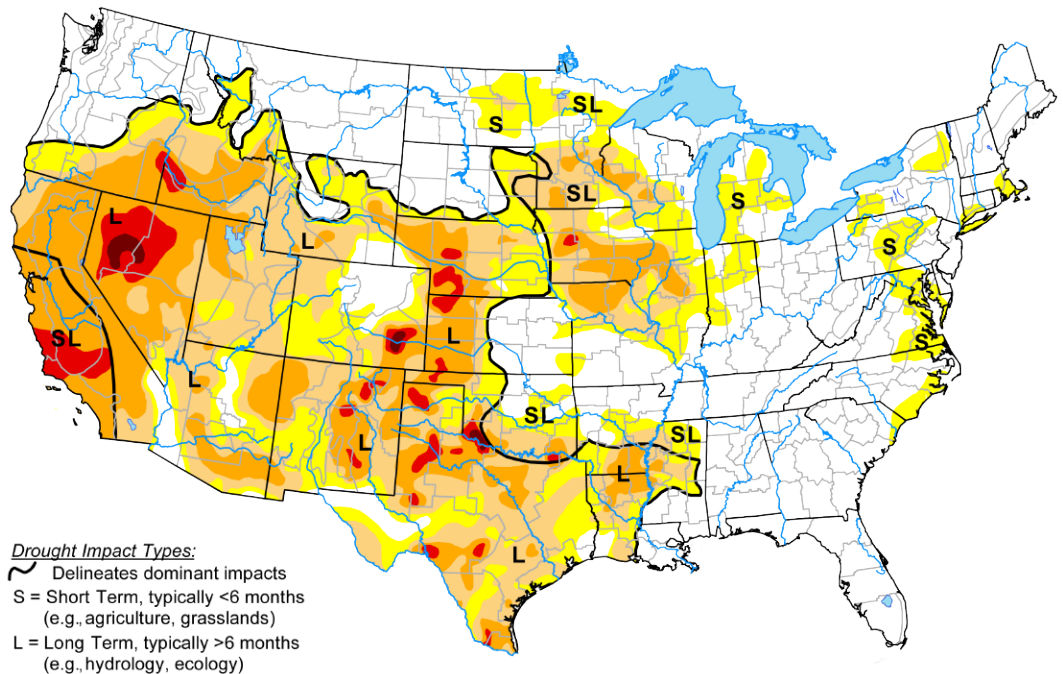 SL
S
SL
S
L
L
S
L
SL
S
L
SL
SL
L
L
L
Drought Impact Types:
Delineates dominant impacts
S = Short Term, typically <6 months
(e.g., agriculture, grasslands)
L = Long Term, typically >6 months
(e.g., hydrology, ecology)